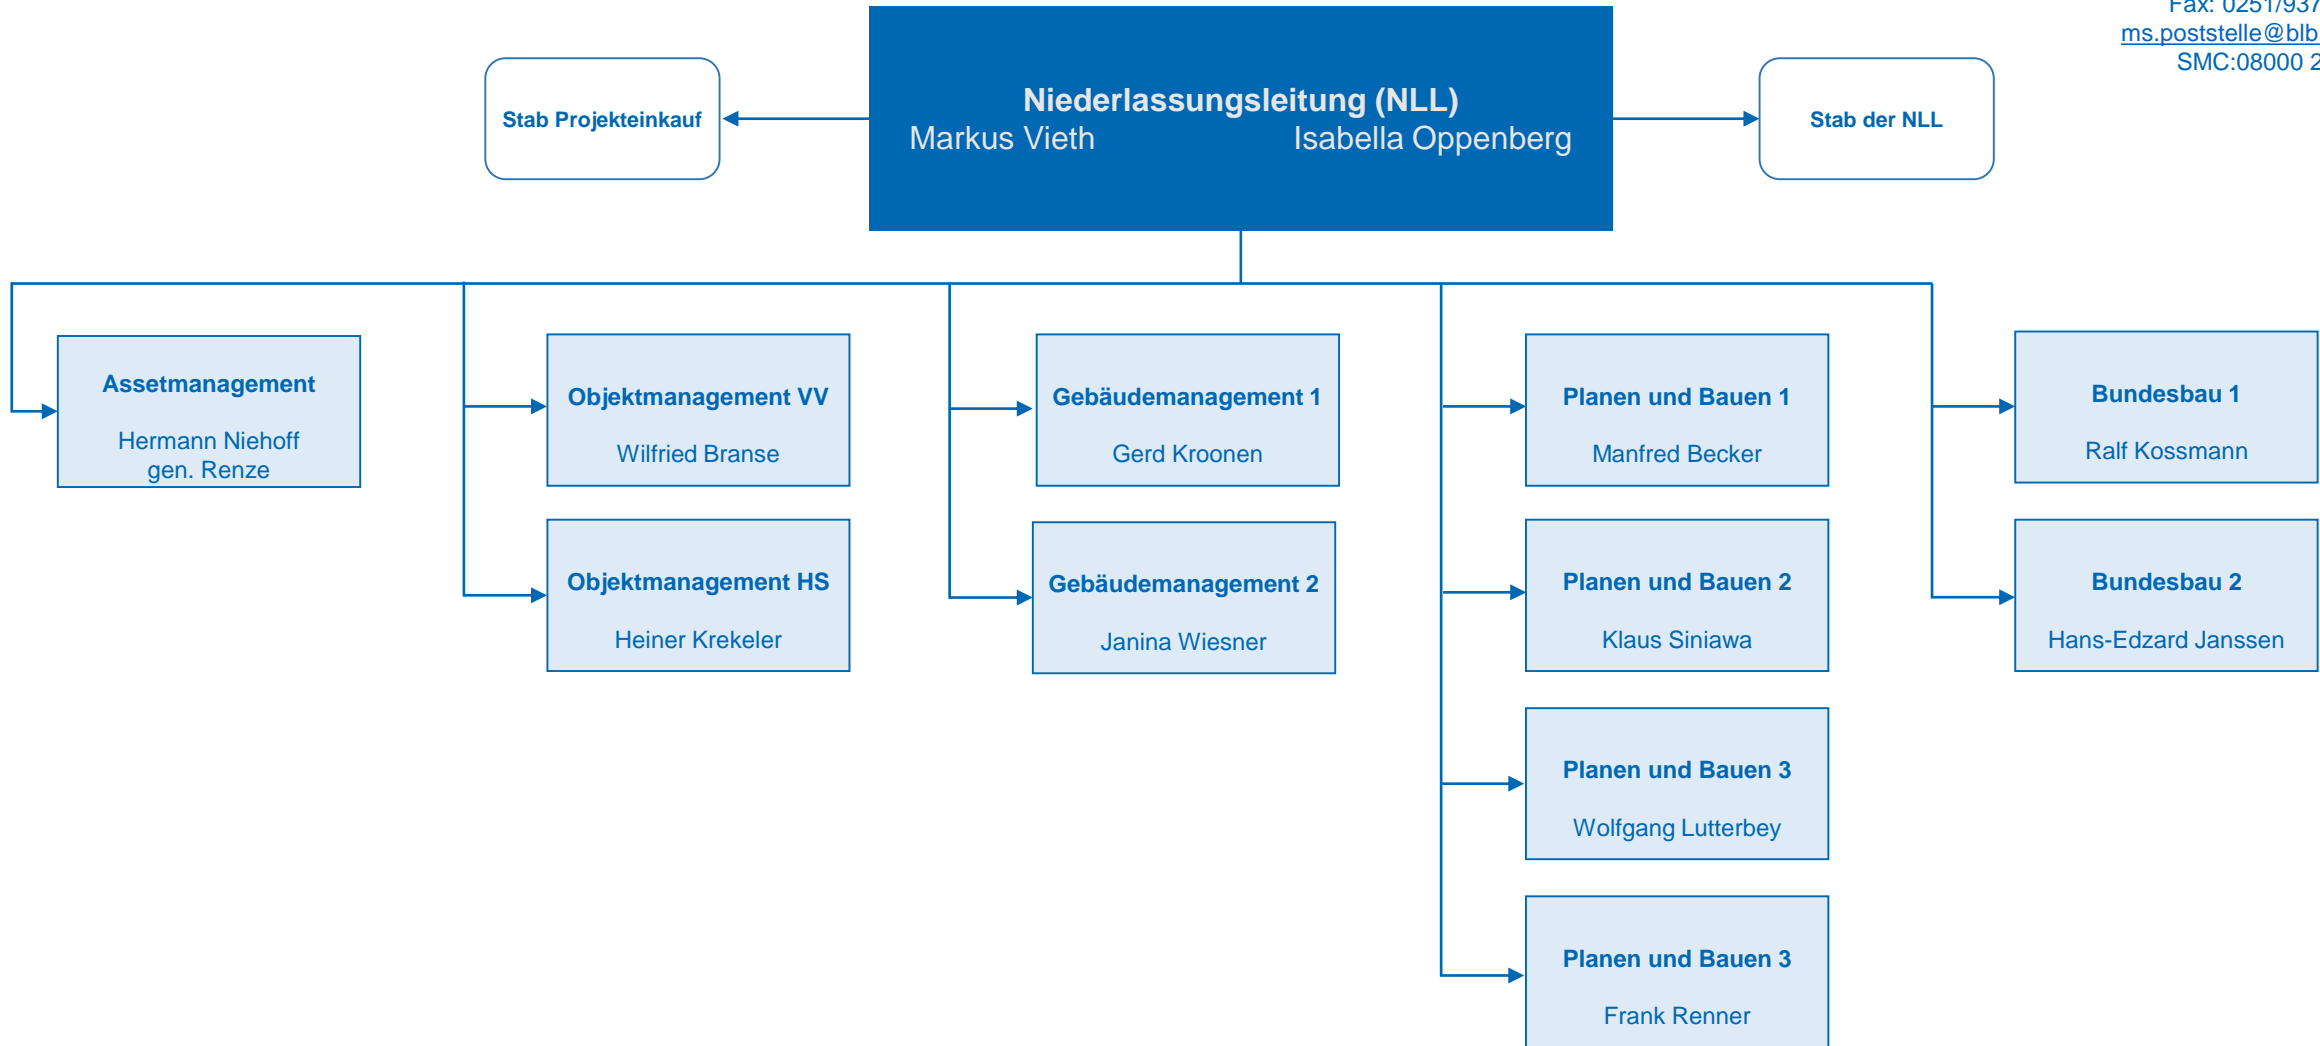 Fax: 0251/937
ms.poststelle@blb
SMC:08000 2
Niederlassungsleitung (NLL)
Markus Vieth Isabella Oppenberg
Stab Projekteinkauf
Stab der NLL
Assetmanagement
Hermann Niehoff
gen. Renze
Objektmanagement VV
Wilfried Branse
Objektmanagement HS
Heiner Krekeler
Gebäudemanagement 1
Gerd Kroonen
Gebäudemanagement 2
Janina Wiesner
Planen und Bauen 1
Manfred Becker
Planen und Bauen 2
Klaus Siniawa
Planen und Bauen 3
Wolfgang Lutterbey
Planen und Bauen 3
Frank Renner
Bundesbau 1
Ralf Kossmann
Bundesbau 2
Hans-Edzard Janssen